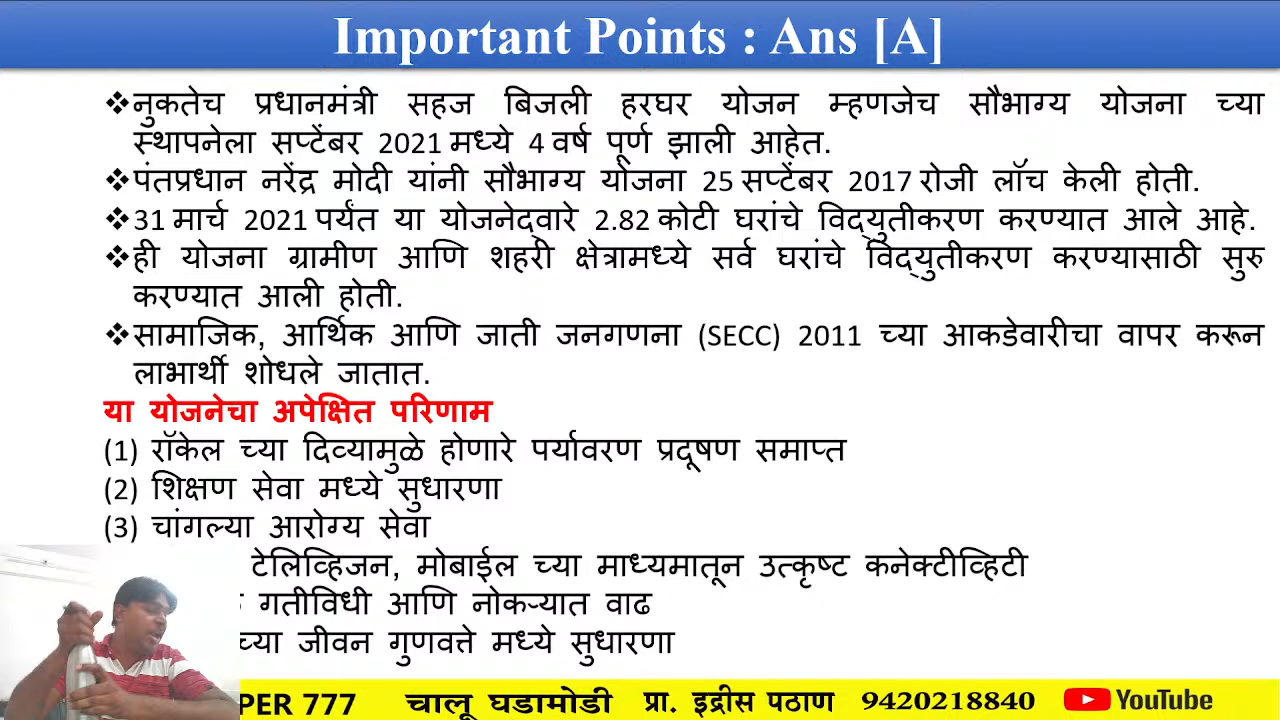 Important Points : Ans [A]
❖नुकतेच प्रधानमंत्री सहज बिजली हरघर योजन म्हणजेच सौभाग्य योजना च्या
स्थापनेला सप्टेंबर 2021 मध्ये 4 वर्ष पूर्ण झाली आहेत.
❖पंतप्रधान नरेंद्र मोदी यांनी सौभाग्य योजना 25 सप्टेंबर 2017 रोजी लॉच केली होती.
❖31 मार्च 2021 पर्यंत या योजनेद्वारे 2.82 कोटी घरांचे विद्युतीकरण करण्यात आले आहे.
❖ही योजना ग्रामीण आणि शहरी क्षेत्रामध्ये सर्व घरांचे विद्युतीकरण करण्यासाठी सुरु
करण्यात आली होती.
❖सामाजिक, आर्थिक आणि जाती जनगणना (SECC) 2011 च्या आकडेवारीचा वापर करून
लाभार्थी शोधले जातात.
या योजनेचा अपेक्षित परिणाम
(1) रॉकेल च्या दिव्यामुळे होणारे पर्यावरण प्रदूषण समाप्त
(2) शिक्षण सेवा मध्ये सुधारणा
(3) चांगल्या आरोग्य सेवा
टेलिव्हिजन, मोबाईल च्या माध्यमातून उत्कृष्ट कनेक्टीव्हिटी
गतीविधी आणि नोकऱ्यात वाढ
च्या जीवन गुणवत्ते मध्ये सुधारणा
PER 777 चालू घडामोडी प्रा. इद्रीस पठाण 9420218840 YouTube